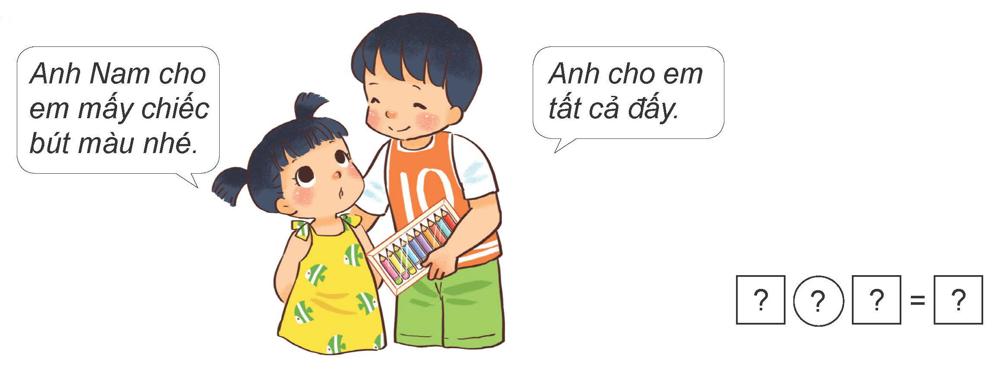 Anh Nam cho
em mấy chiếc
bút màu nhé.
Anh cho em
tất cả đấy.
10
? ? ? = ?